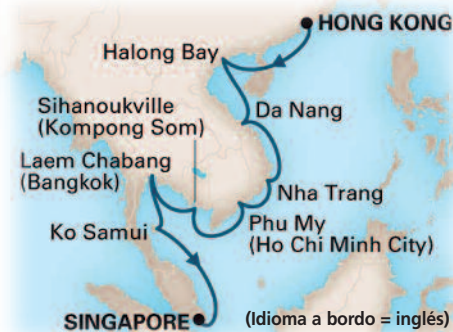 HONG KONG
Halong Bay
Sihanoukville
(Kompong Som)
Da Nang
Laem Chabang
(Bangkok)
Nha Trang
Ko Samui
Phu My
(Ho Chi Minh City)
SINGAPORE
(Idioma a bordo = inglés)